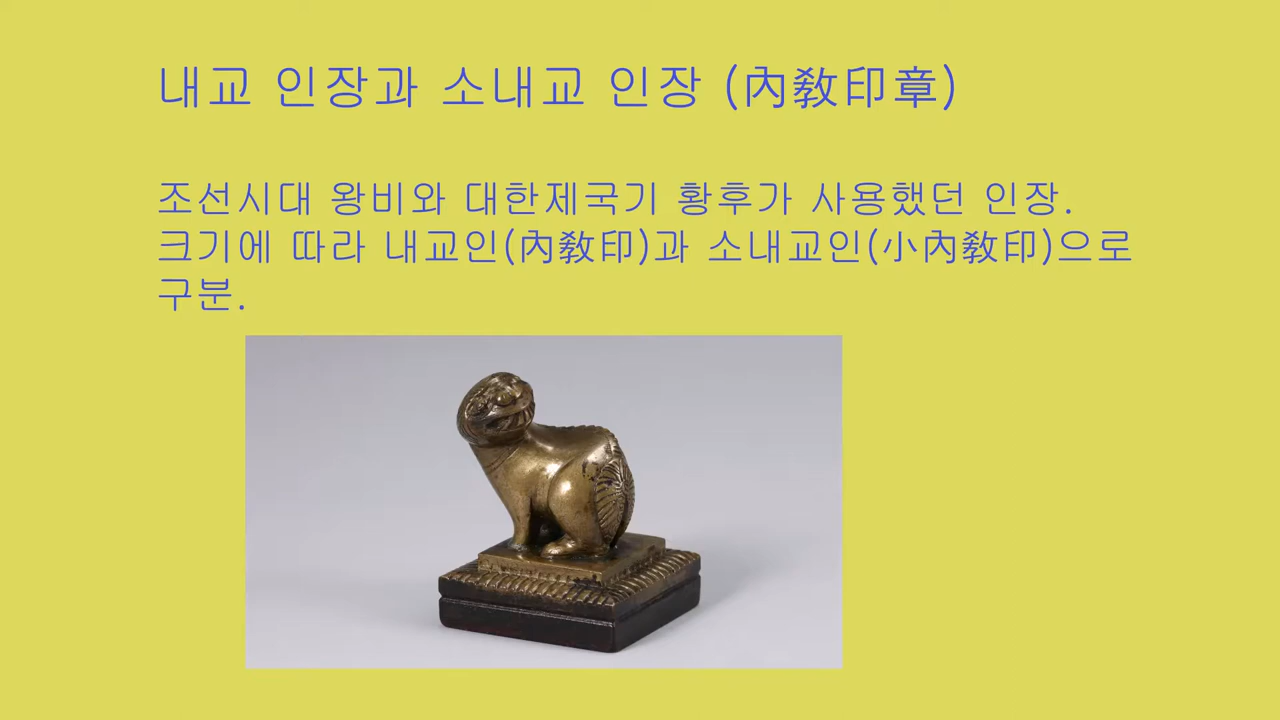 내교 인장과 소내교 인장 (內敎印章)
조선시대 왕비와 대한제국기 황후가 사용했던 인장.
크기에 따라 내교인(內敎印)과 소내교인(小內敎印)으로
구분.